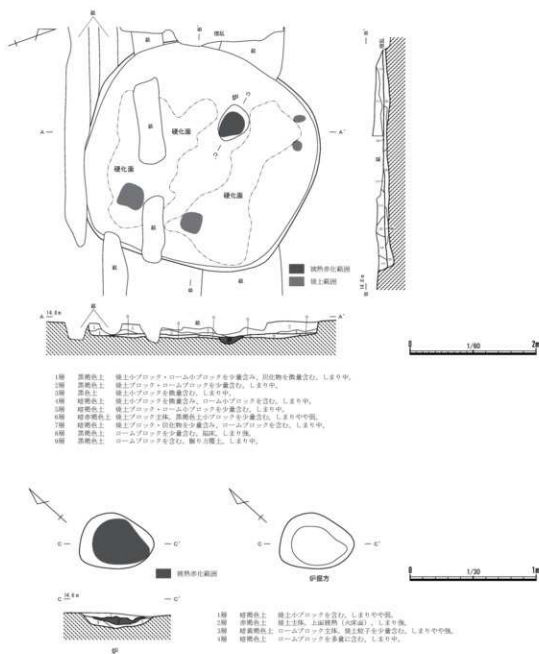 乱
乱
攪乱
乱
炉
A
A'
硬化面
硬化面
硬化面
乱
乱
乱
被熱赤化範囲
焼土範囲
14.0m
A
A'
14.0m
0 1/60 2m
1層 黒褐色土 焼土小ブロック・ローム小ブロックを少量含み、炭化物を微量含む。しまり中。
2層 黒褐色土 焼土ブロック・ロームブロックを少量含む。しまり中。
3層 黒色土 焼土小ブロックを微量含む。しまり中。
4層 暗褐色土 焼土小ブロックを微量含み、ローム小ブロックを含む。しまり中。
5層 暗褐色土 焼土ブロック・ローム小ブロックを少量含む。しまり中。
6層 暗赤褐色土 焼土ブロック主体、黒褐色土小ブロックを少量含む。しまりやや弱。
7層 暗褐色土 焼土ブロック・炭化物を少量含み、ロームブロックを含む。しまり中。
8層 黒褐色土 ロームブロックを少量含む。貼床。しまり強。
9層 黒褐色土 ロームブロックを含む。掘り方覆土。しまり中。
C
C'
C
C'
被熱赤化範囲
炉掘方
0 1/30 1m
C 14.0m C'
炉
1層 暗褐色土 焼土小ブロックを含む。しまりやや弱。
2層 赤褐色土 焼土主体。上面被熱（火床面）。しまり強。
3層 暗黄褐色土 ロームブロック主体、焼土粒子を少量含む。しまりやや強。
4層 暗褐色土 ロームブロックを多量に含む。しまり中。